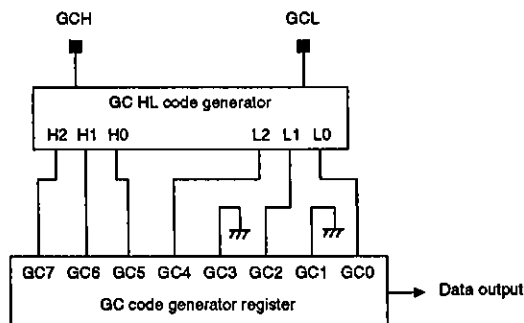 GCH GCL
GC HL code generator
H2 H1 H0 L2 L1 L0
GC7 GC6 GC5 GC4 GC3 GC2 GC1 GC0
Data output
GC code generator register